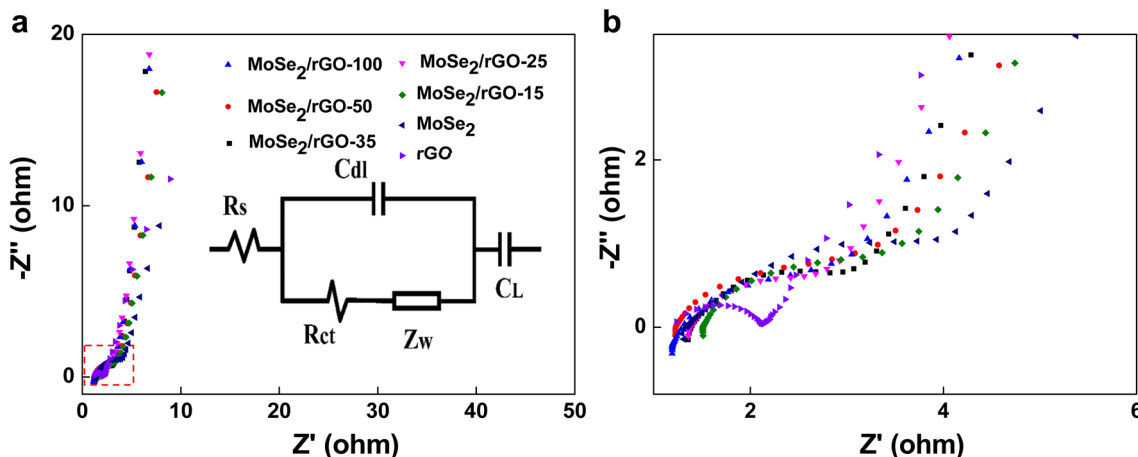 a
b
20
10
0
-Z" (ohm)
MoSe2/rGO-100
MoSe2/rGO-50
MoSe2/rGO-35
MoSe2/rGO-25
MoSe2/rGO-15
MoSe2
rGO
Cdl
Rs
CL
Rct
Zw
0 10 20 30 40 50
Z' (ohm)
2
0
-Z" (ohm)
2 4 6
Z' (ohm)